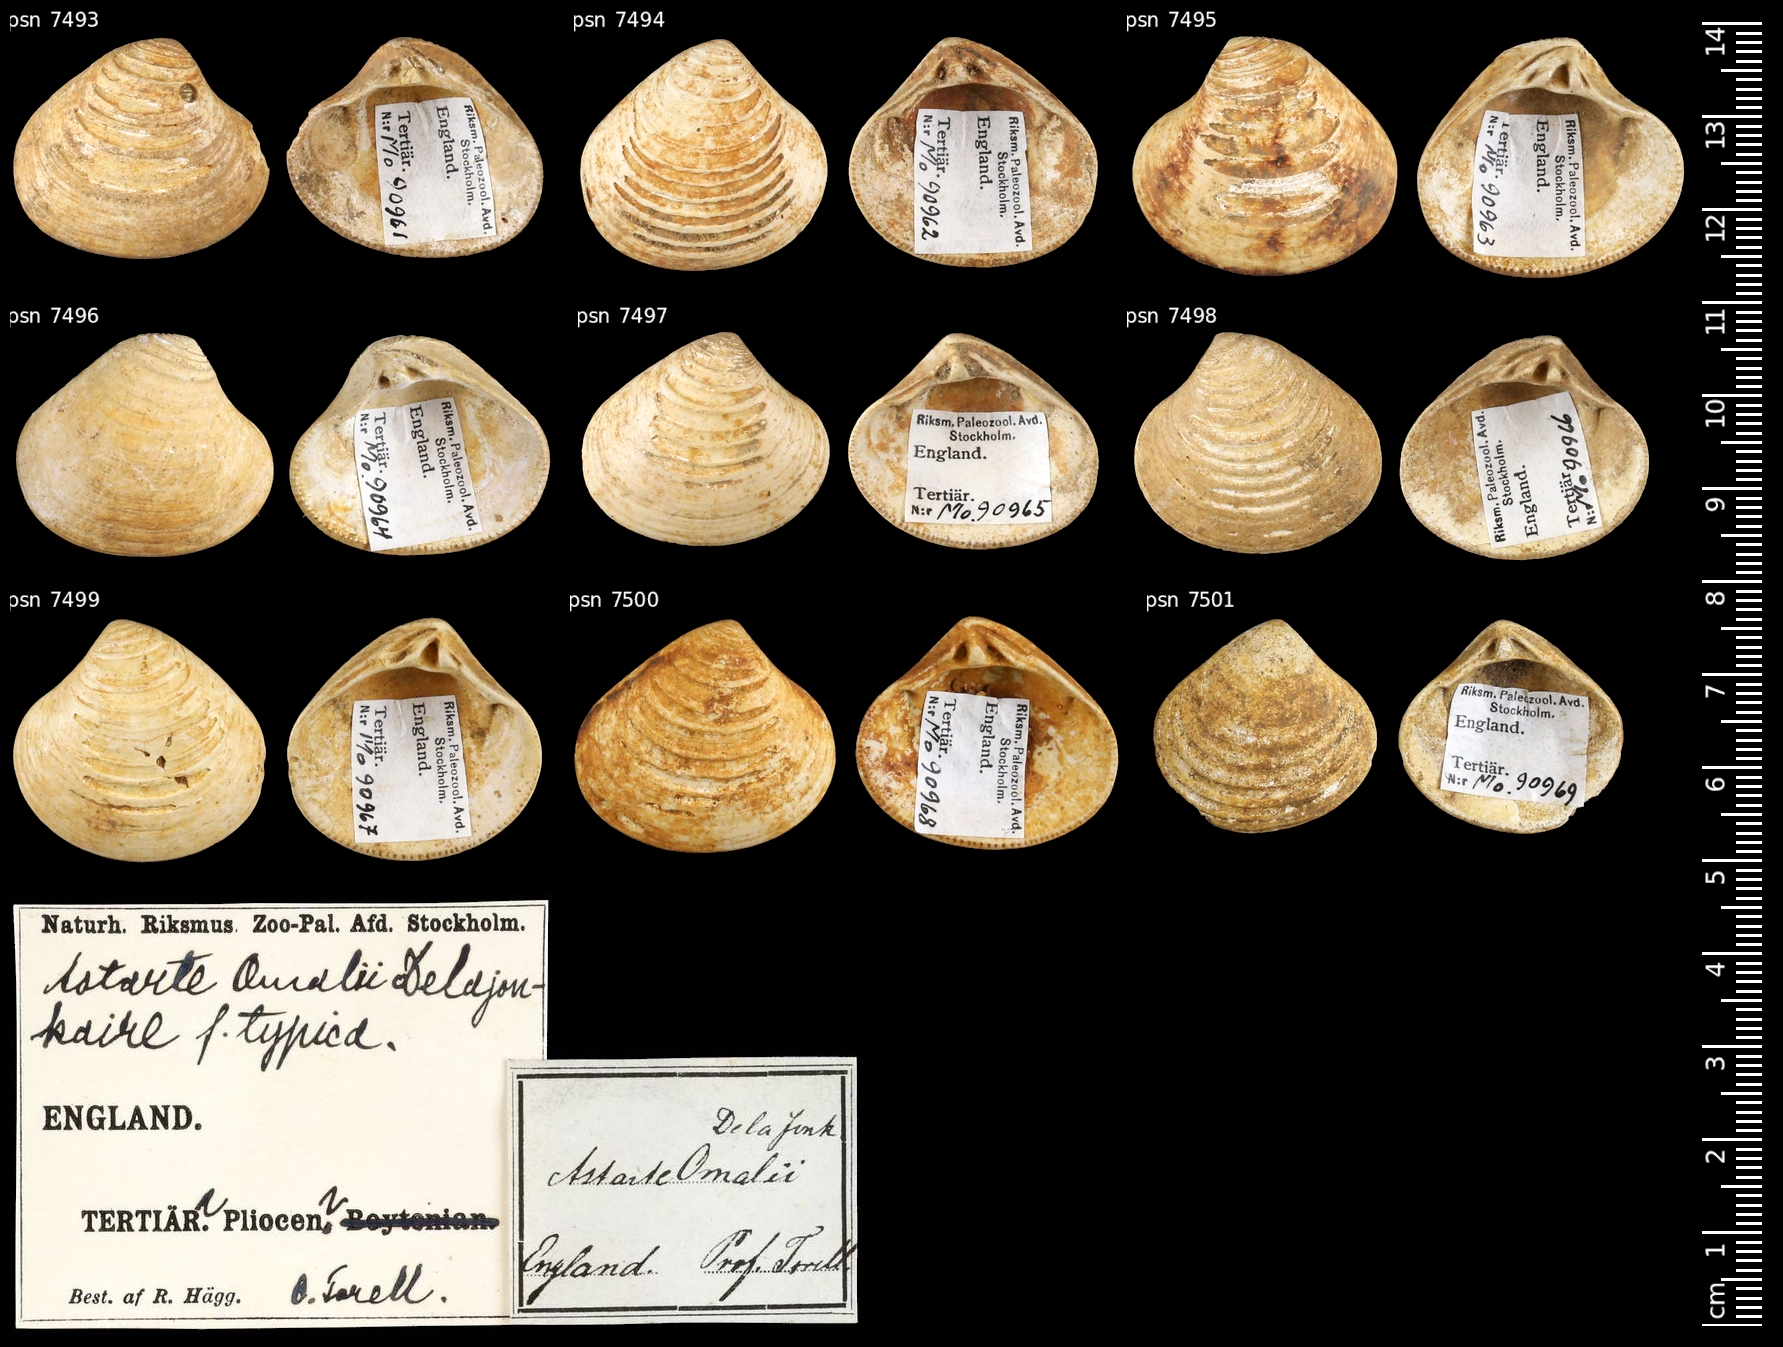 psn 7493
psn 7494
psn 7495
Riksm. Paleozool. Avd.
Stockholm.
England.
Tertiär.
N:r Mo 90961
Riksm. Paleozool. Avd.
Stockholm.
England.
Tertiär.
N:r Mo 90962
Riksm. Paleozool. Avd.
Stockholm.
England.
Tertiär.
N:r Mo 90963
psn 7496
psn 7497
psn 7498
Riksm. Paleozool. Avd.
Stockholm.
England.
Tertiär.
N:r Mo. 90964
Riksm. Paleozool. Avd.
Stockholm.
England.
Tertiär.
N:r Mo. 90965
Riksm. Paleozool. Avd.
Stockholm.
England.
Tertiär.
N:r Mo. 90966
psn 7499
psn 7500
psn 7501
Riksm. Paleozool. Avd.
Stockholm.
England.
Tertiär.
N:r Mo 90967
Riksm. Paleozool. Avd.
Stockholm.
England.
Tertiär.
N:r Mo 90968
Riksm. Paleozool. Avd.
Stockholm.
England.
Tertiär.
N:r Mo. 90969
Naturh. Riksmus. Zoo-Pal. Afd. Stockholm.
Astarte Omalii Delajon-
kaire f. typica.
ENGLAND.
TERTIÄR. Pliocen, Boytonian.
Best. af R. Hägg. O. Torell.
Dela Jonk
Astarte Omalii
England. Prof. Torell.
14
13
12
11
10
9
8
7
6
5
4
3
2
1
cm